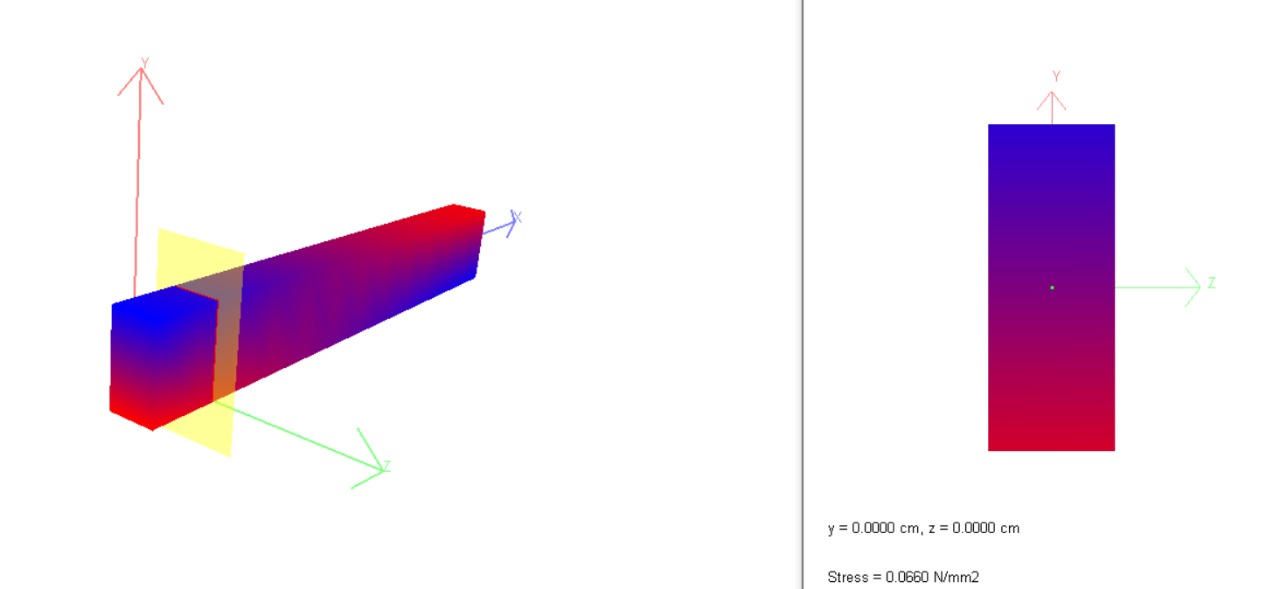 Y
X
Z
Y
Z
y = 0.0000 cm, z = 0.0000 cm
Stress = 0.0660 N/mm2